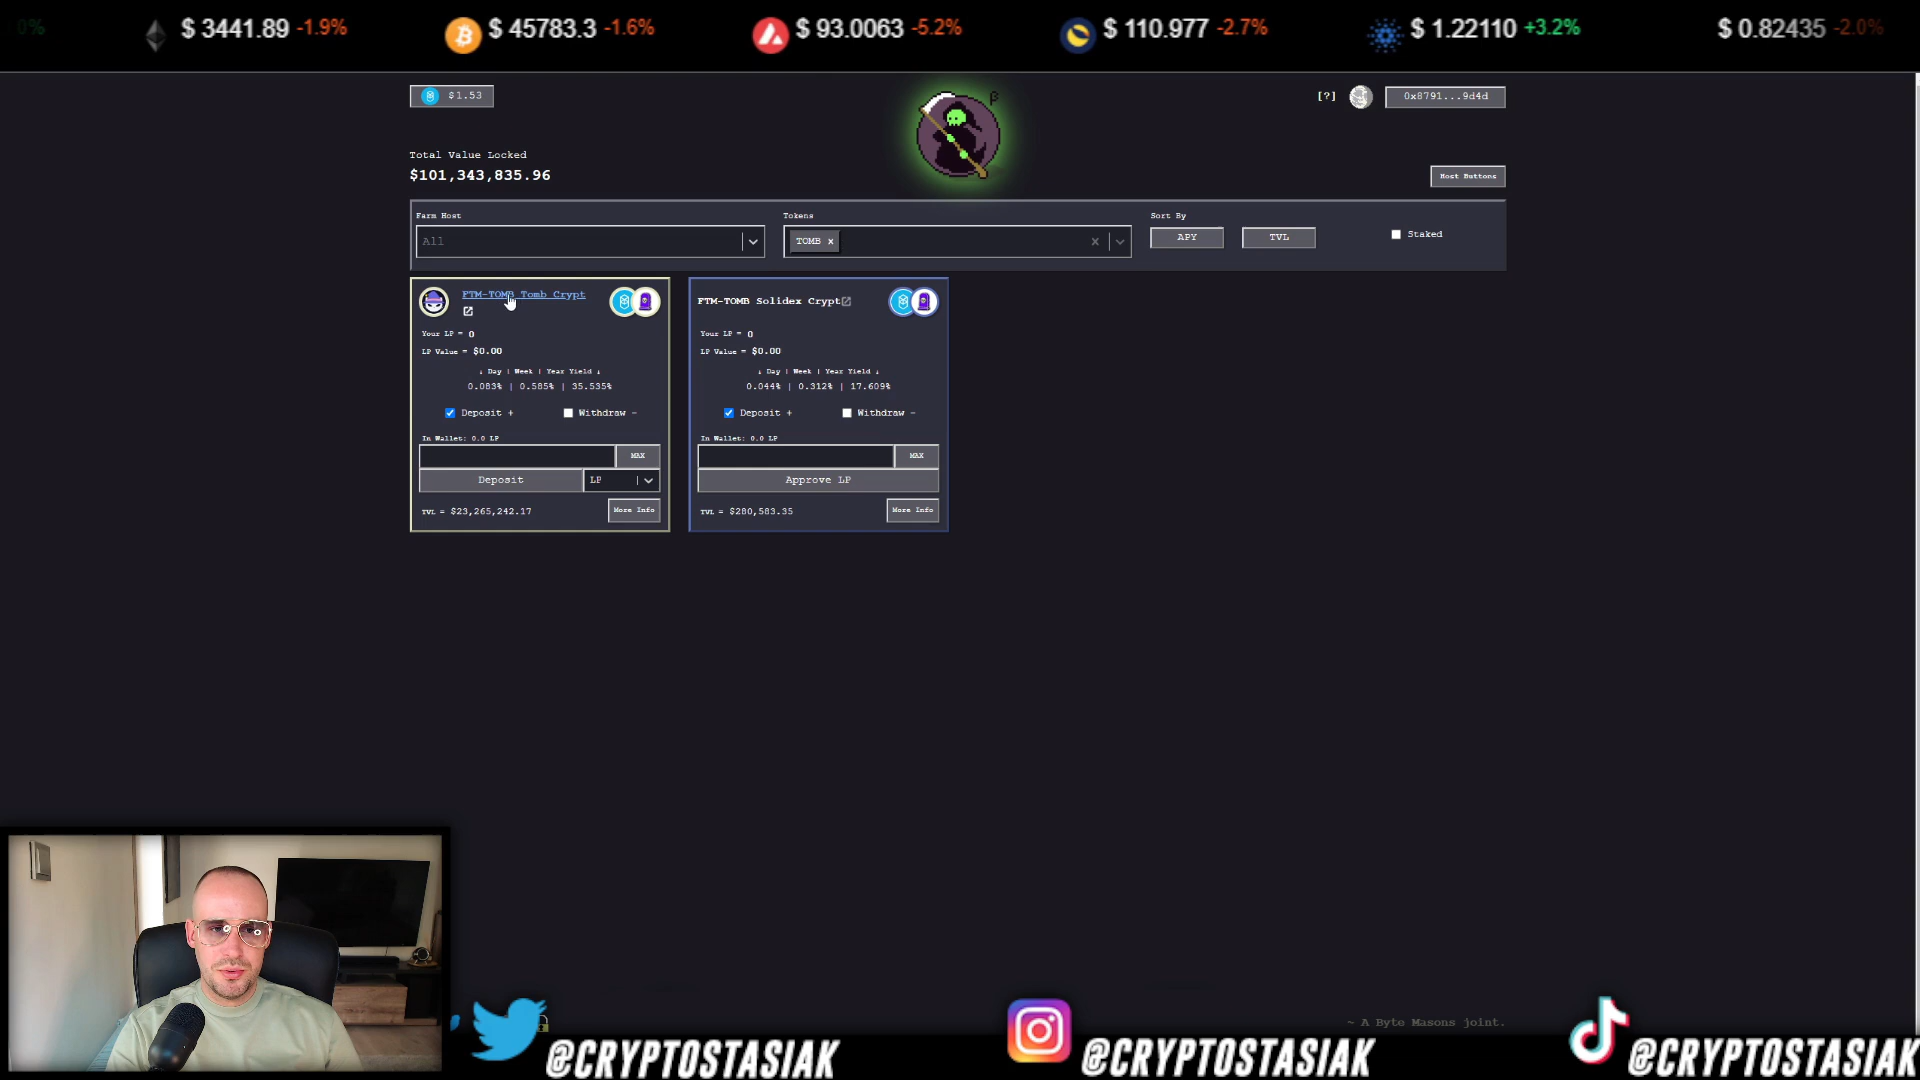 0%
$ 3441.89 -1.9%
$ 45783.3 -1.6%
$ 93.0063 -5.2%
$ 110.977 -2.7%
$ 1.22110 +3.2%
$ 0.82435 -2.0%
$1.53
β
[?]
0x8791...9d4d
Total Value Locked
$101,343,835.96
Host Buttons
Farm Host
Tokens
Sort By
All
TOMB ×
×
APY
TVL
Staked
FTM-TOMB Tomb Crypt
Your LP = 0
LP Value = $0.00
↓ Day | Week | Year Yield ↓
0.083% | 0.585% | 35.535%
Deposit +
Withdraw -
In Wallet: 0.0 LP
MAX
Deposit
LP
TVL = $23,265,242.17
More Info
FTM-TOMB Solidex Crypt
Your LP = 0
LP Value = $0.00
↓ Day | Week | Year Yield ↓
0.044% | 0.312% | 17.609%
Deposit +
Withdraw -
In Wallet: 0.0 LP
MAX
Approve LP
TVL = $280,583.35
More Info
~ A Byte Masons joint.
@CRYPTOSTASIAK
@CRYPTOSTASIAK
@CRYPTOSTASIAK